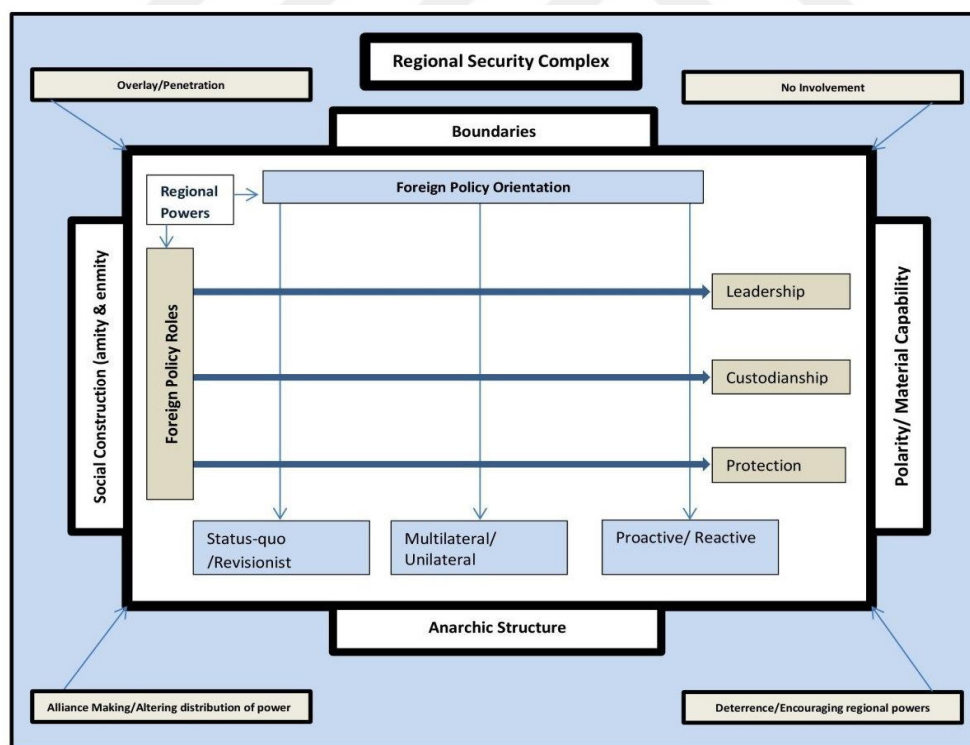 Regional Security Complex
Overlay/Penetration
No Involvement
Boundaries
Regional
Powers
Foreign Policy Orientation
Social Construction (amity & enmity
Foreign Policy Roles
Polarity/ Material Capability
Leadership
Custodianship
Protection
Status-quo
/Revisionist
Multilateral/
Unilateral
Proactive/ Reactive
Anarchic Structure
Alliance Making/Altering distribution of power
Deterrence/Encouraging regional powers